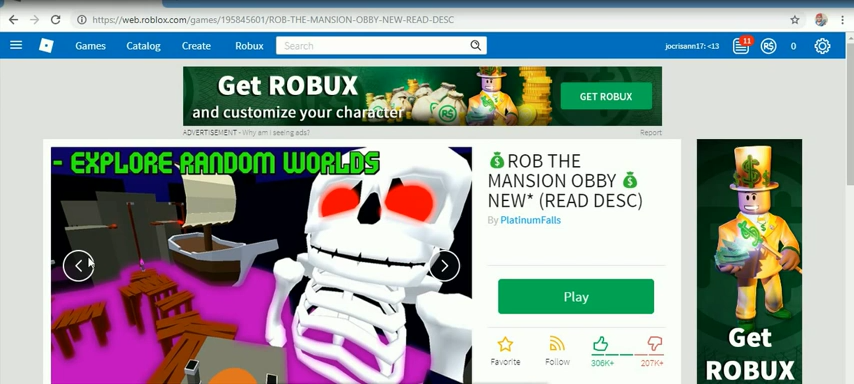 https://web.roblox.com/games/195845601/ROB-THE-MANSION-OBBY-NEW-READ-DESC
Games Catalog Create Robux Search jocrisann17: <13 11 R$ 0
Get ROBUX
and customize your character
R$
GET ROBUX
ADVERTISEMENT - Why am I seeing ads? Report
- EXPLORE RANDOM WORLDS
ROB THE
MANSION OBBY
NEW* (READ DESC)
By PlatinumFalls
Play
Favorite Follow 306K+ 207K+
Get
ROBUX